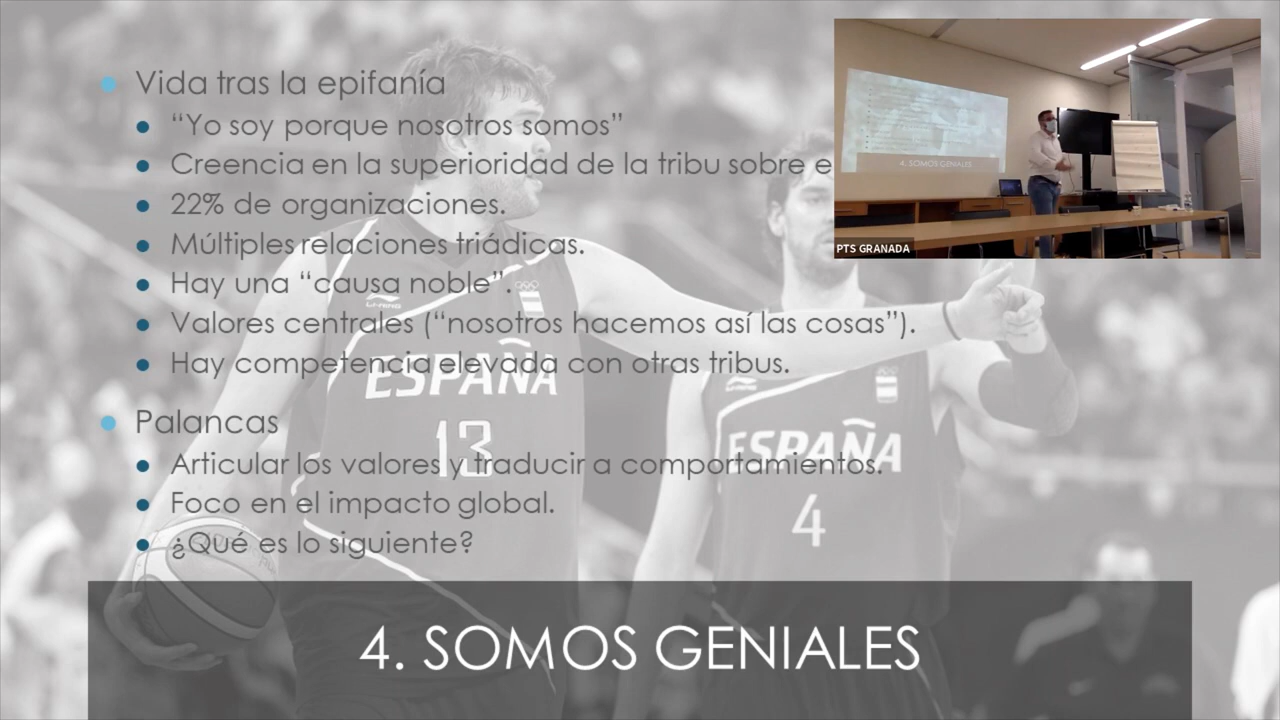 Vida tras la epifanía
“Yo soy porque nosotros somos”
Creencia en la superioridad de la tribu sobre e
22% de organizaciones.
Múltiples relaciones triádicas.
Hay una “causa noble”.
Valores centrales (“nosotros hacemos así las cosas”).
Hay competencia elevada con otras tribus.
Palancas
Articular los valores y traducir a comportamientos.
Foco en el impacto global.
¿Qué es lo siguiente?
4. SOMOS GENIALES
4. SOMOS GENIALES
PTS GRANADA
LI-NING
ESPAÑA
13
ESPAÑA
4